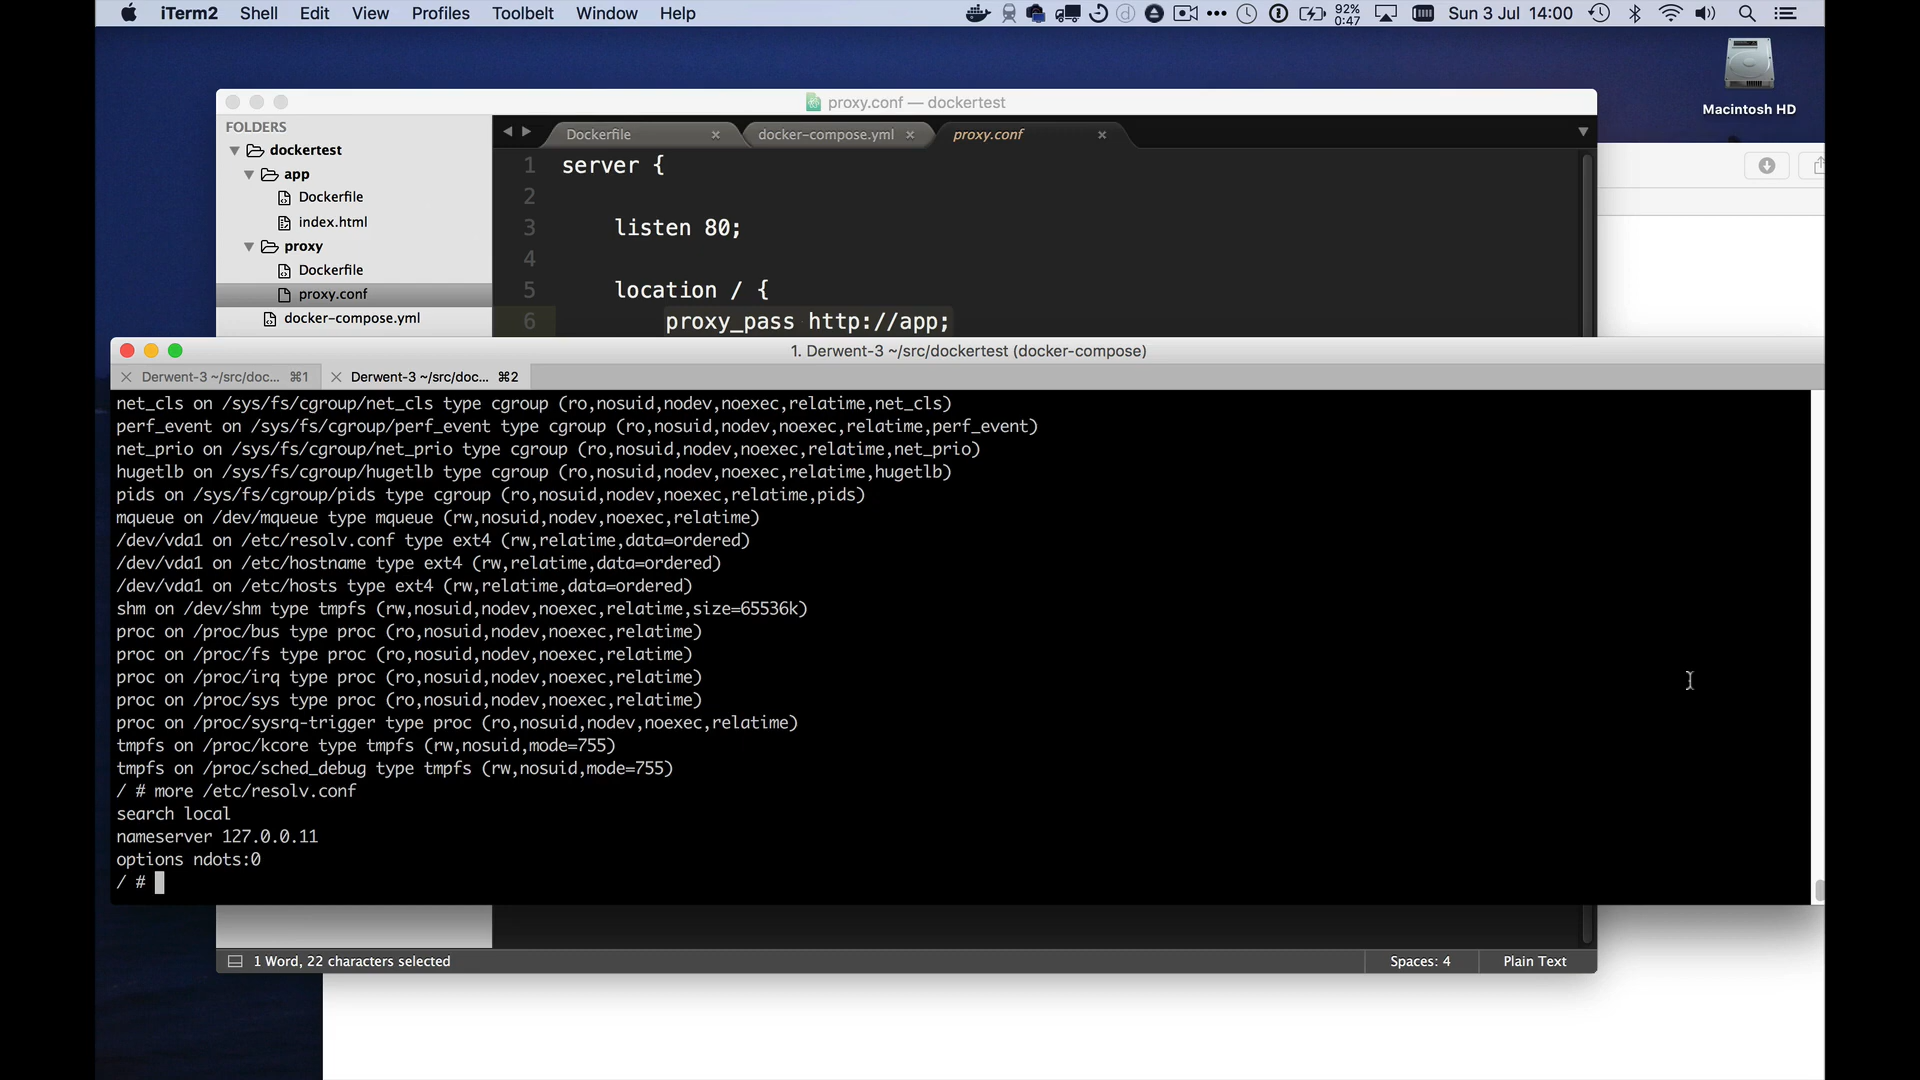 iTerm2 Shell Edit View Profiles Toolbelt Window Help 92% 0:47 Sun 3 Jul 14:00
Macintosh HD
proxy.conf — dockertest
FOLDERS
dockertest
app
Dockerfile
index.html
proxy
Dockerfile
proxy.conf
docker-compose.yml
Dockerfile docker-compose.yml proxy.conf
1 server {
2
3 listen 80;
4
5 location / {
6 proxy_pass http://app;
1. Derwent-3 ~/src/dockertest (docker-compose)
Derwent-3 ~/src/doc... ⌘1 Derwent-3 ~/src/doc... ⌘2
net_cls on /sys/fs/cgroup/net_cls type cgroup (ro,nosuid,nodev,noexec,relatime,net_cls)
perf_event on /sys/fs/cgroup/perf_event type cgroup (ro,nosuid,nodev,noexec,relatime,perf_event)
net_prio on /sys/fs/cgroup/net_prio type cgroup (ro,nosuid,nodev,noexec,relatime,net_prio)
hugetlb on /sys/fs/cgroup/hugetlb type cgroup (ro,nosuid,nodev,noexec,relatime,hugetlb)
pids on /sys/fs/cgroup/pids type cgroup (ro,nosuid,nodev,noexec,relatime,pids)
mqueue on /dev/mqueue type mqueue (rw,nosuid,nodev,noexec,relatime)
/dev/vda1 on /etc/resolv.conf type ext4 (rw,relatime,data=ordered)
/dev/vda1 on /etc/hostname type ext4 (rw,relatime,data=ordered)
/dev/vda1 on /etc/hosts type ext4 (rw,relatime,data=ordered)
shm on /dev/shm type tmpfs (rw,nosuid,nodev,noexec,relatime,size=65536k)
proc on /proc/bus type proc (ro,nosuid,nodev,noexec,relatime)
proc on /proc/fs type proc (ro,nosuid,nodev,noexec,relatime)
proc on /proc/irq type proc (ro,nosuid,nodev,noexec,relatime)
proc on /proc/sys type proc (ro,nosuid,nodev,noexec,relatime)
proc on /proc/sysrq-trigger type proc (ro,nosuid,nodev,noexec,relatime)
tmpfs on /proc/kcore type tmpfs (rw,nosuid,mode=755)
tmpfs on /proc/sched_debug type tmpfs (rw,nosuid,mode=755)
/ # more /etc/resolv.conf
search local
nameserver 127.0.0.11
options ndots:0
/ #
1 Word, 22 characters selected Spaces: 4 Plain Text